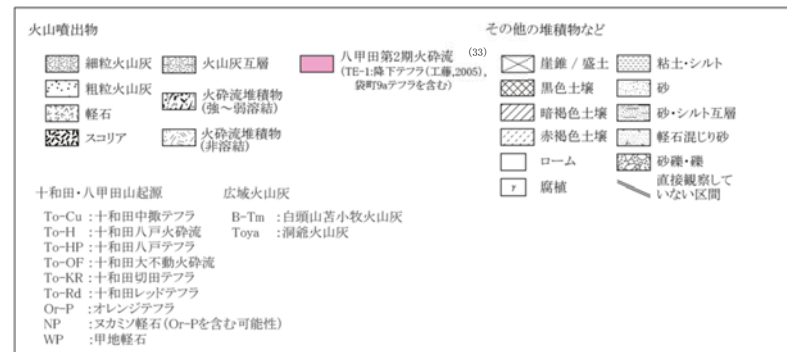 火山噴出物
細粒火山灰
粗粒火山灰
軽石
スコリア
火山灰互層
火砕流堆積物
(強～弱溶結)
火砕流堆積物
(非溶結)
八甲田第2期火砕流 (33)
(TE-1:降下テフラ(工藤,2005),
袋町9aテフラを含む)
その他の堆積物など
崖錐 / 盛土
黒色土壌
暗褐色土壌
赤褐色土壌
ローム
腐植
粘土・シルト
砂
砂・シルト互層
軽石混じり砂
砂礫・礫
直接観察して
いない区間
十和田・八甲田山起源
To-Cu :十和田中掫テフラ
To-H :十和田八戸火砕流
To-HP :十和田八戸テフラ
To-OF :十和田大不動火砕流
To-KR :十和田切田テフラ
To-Rd :十和田レッドテフラ
Or-P :オレンジテフラ
NP :ヌカミソ軽石(Or-Pを含む可能性)
WP :甲地軽石
広域火山灰
B-Tm :白頭山苫小牧火山灰
Toya :洞爺火山灰